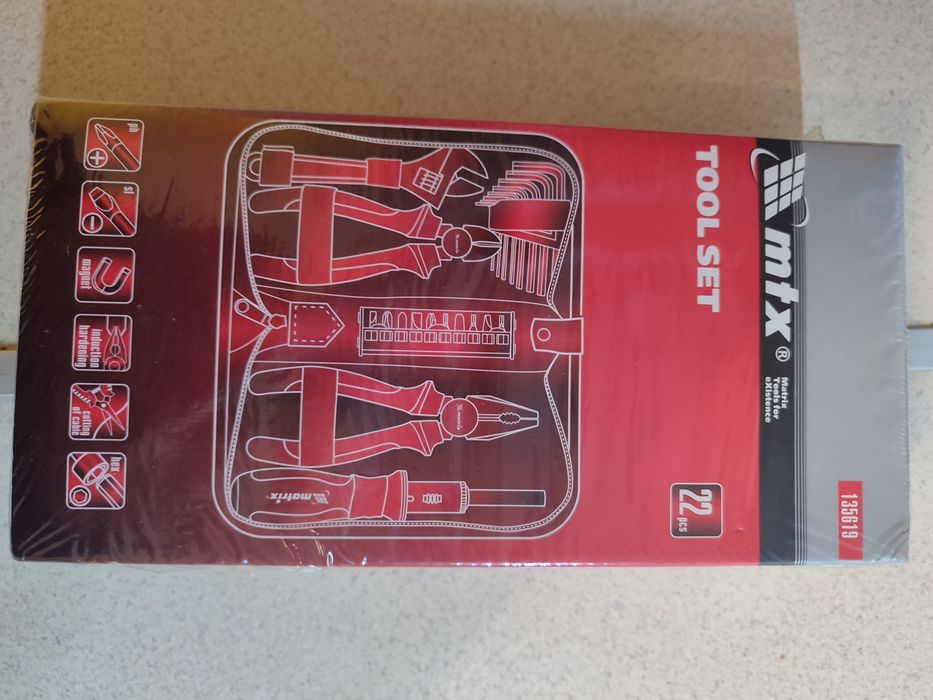 135619
mtx®
Matrix
Tools for
eXistence
TOOL SET
22 pcs
matrix
matrix
matrix®
ph
sl
magnet
induction
hardening
cutting
of cable
hex